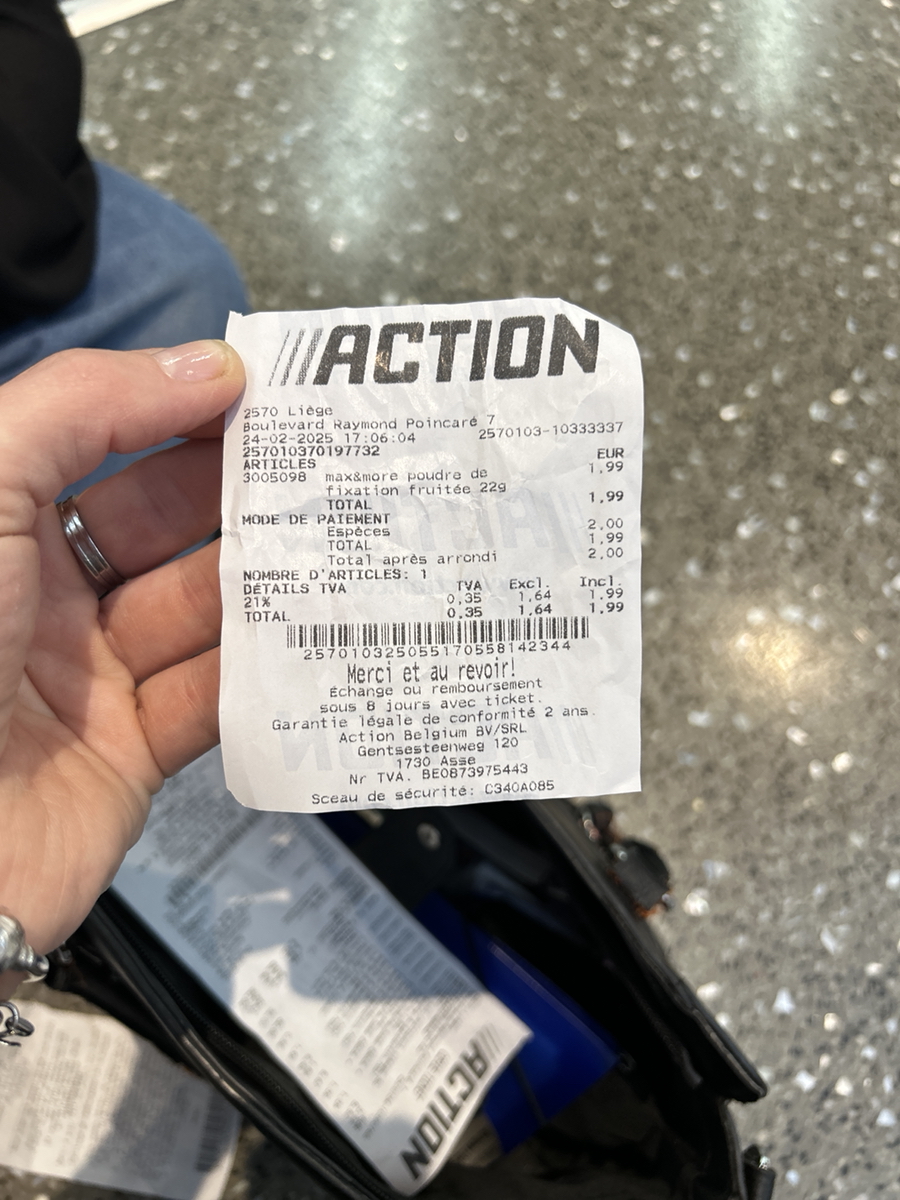 ACTION
2570 Liège
Boulevard Raymond Poincaré 7
24-02-2025 17:06:04 2570103-10333337
257010370197732 EUR
ARTICLES 1,99
3005098 max&more poudre de
fixation fruitée 22g
TOTAL 1,99
MODE DE PAIEMENT
Espèces 2,00
TOTAL 1,99
Total après arrondi 2,00
NOMBRE D'ARTICLES: 1
DÉTAILS TVA TVA Excl. Incl.
21% 0,35 1,64 1,99
TOTAL 0,35 1,64 1,99
257010325055170558142344
Merci et au revoir!
Échange ou remboursement
sous 8 jours avec ticket.
Garantie légale de conformité 2 ans.
Action Belgium BV/SRL
Gentsesteenweg 120
1730 Asse
Nr TVA. BE0873975443
Sceau de sécurité: C340A085
ACTION